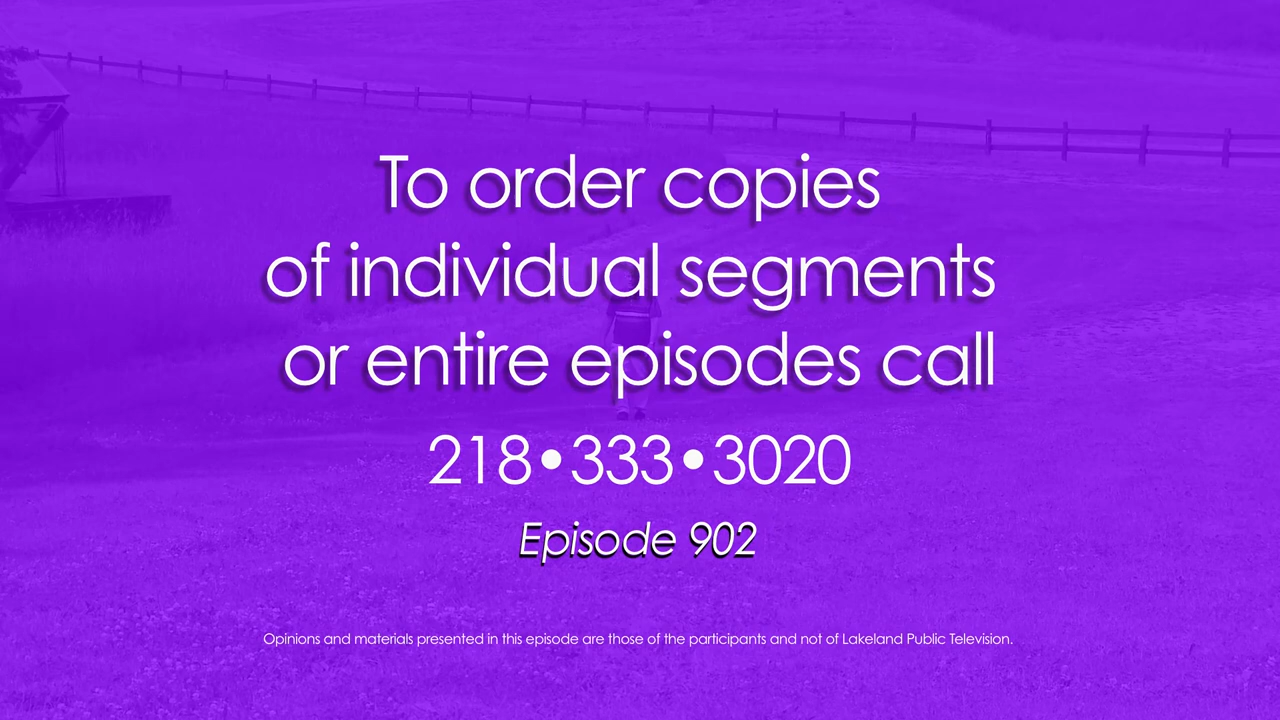 To order copies
of individual segments
or entire episodes call
218•333•3020
Episode 902
Opinions and materials presented in this episode are those of the participants and not of Lakeland Public Television.